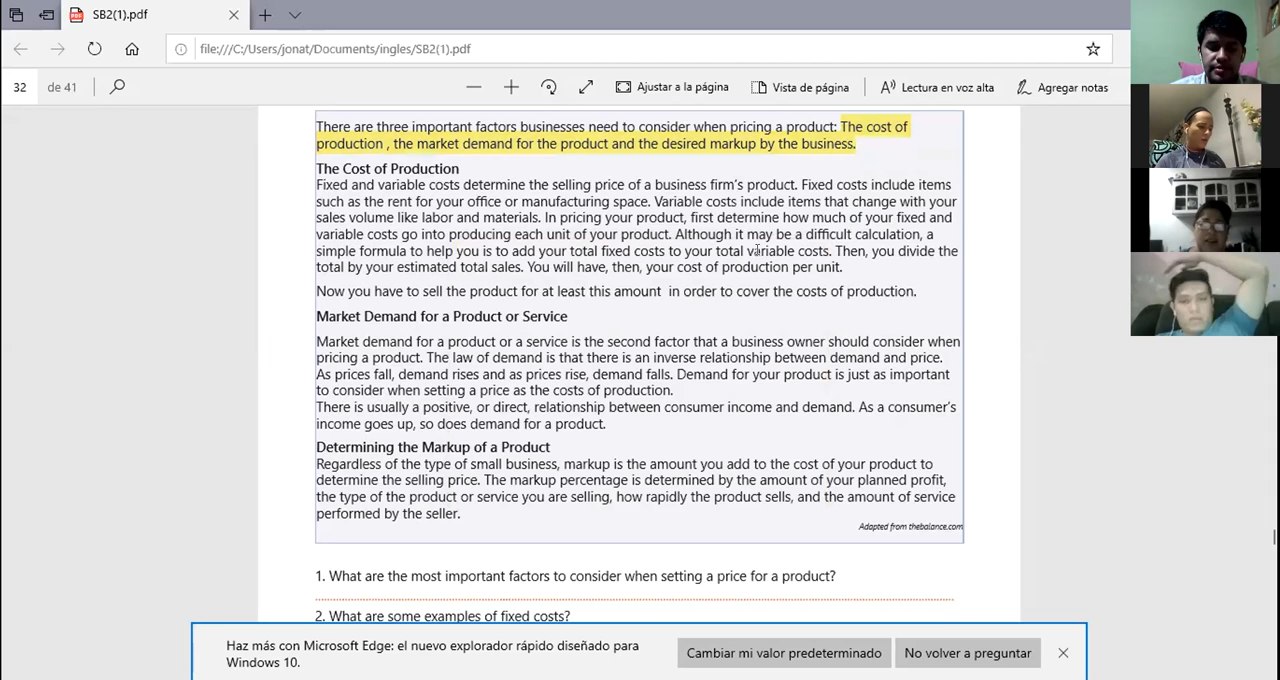 SB2(1).pdf
file:///C:/Users/jonat/Documents/ingles/SB2(1).pdf
32 de 41 Ajustar a la página Vista de página Lectura en voz alta Agregar notas
There are three important factors businesses need to consider when pricing a product: The cost of
production , the market demand for the product and the desired markup by the business.
The Cost of Production
Fixed and variable costs determine the selling price of a business firm's product. Fixed costs include items
such as the rent for your office or manufacturing space. Variable costs include items that change with your
sales volume like labor and materials. In pricing your product, first determine how much of your fixed and
variable costs go into producing each unit of your product. Although it may be a difficult calculation, a
simple formula to help you is to add your total fixed costs to your total variable costs. Then, you divide the
total by your estimated total sales. You will have, then, your cost of production per unit.
Now you have to sell the product for at least this amount in order to cover the costs of production.
Market Demand for a Product or Service
Market demand for a product or a service is the second factor that a business owner should consider when
pricing a product. The law of demand is that there is an inverse relationship between demand and price.
As prices fall, demand rises and as prices rise, demand falls. Demand for your product is just as important
to consider when setting a price as the costs of production.
There is usually a positive, or direct, relationship between consumer income and demand. As a consumer's
income goes up, so does demand for a product.
Determining the Markup of a Product
Regardless of the type of small business, markup is the amount you add to the cost of your product to
determine the selling price. The markup percentage is determined by the amount of your planned profit,
the type of the product or service you are selling, how rapidly the product sells, and the amount of service
performed by the seller.
Adapted from thebalance.com
1. What are the most important factors to consider when setting a price for a product?
2. What are some examples of fixed costs?
Haz más con Microsoft Edge: el nuevo explorador rápido diseñado para
Windows 10.
Cambiar mi valor predeterminado No volver a preguntar